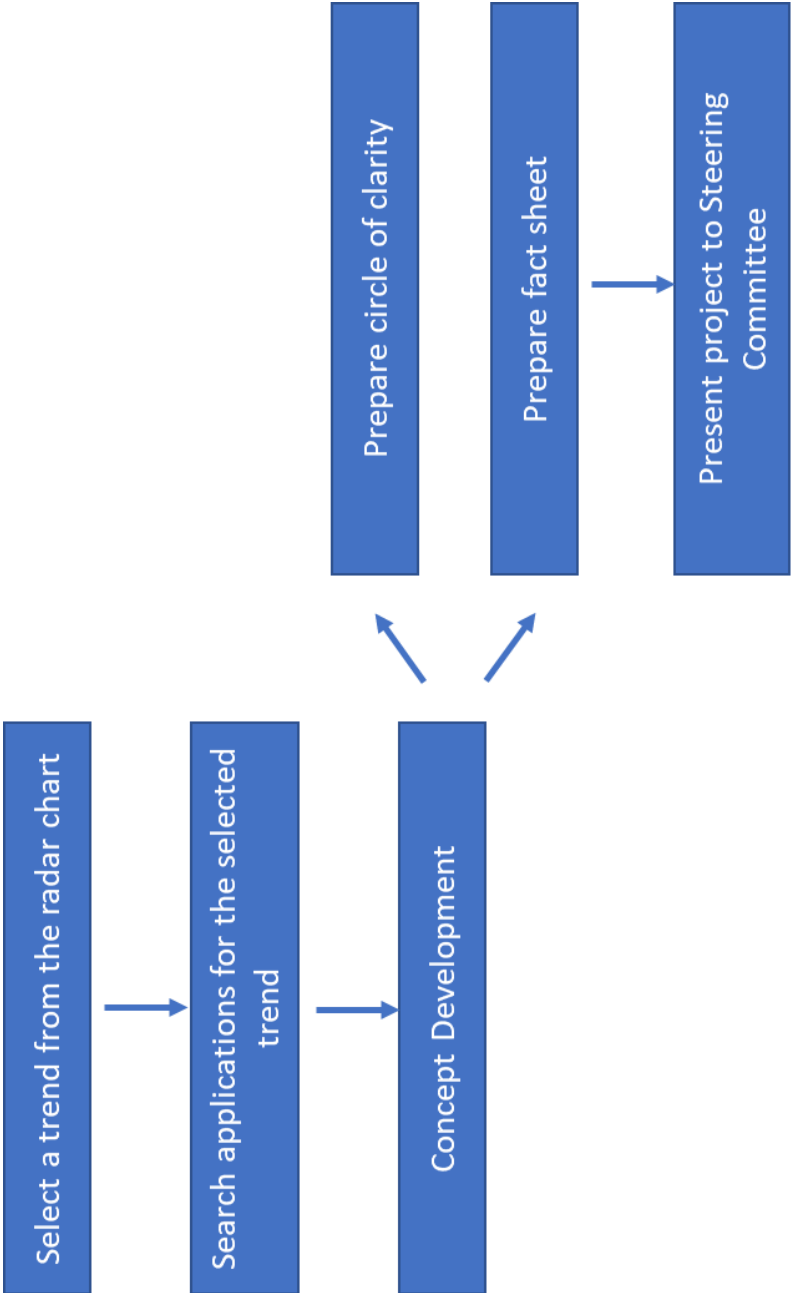 Select a trend from the radar chart
Search applications for the selected
trend
Concept Development
Prepare circle of clarity
Prepare fact sheet
Present project to Steering
Committee